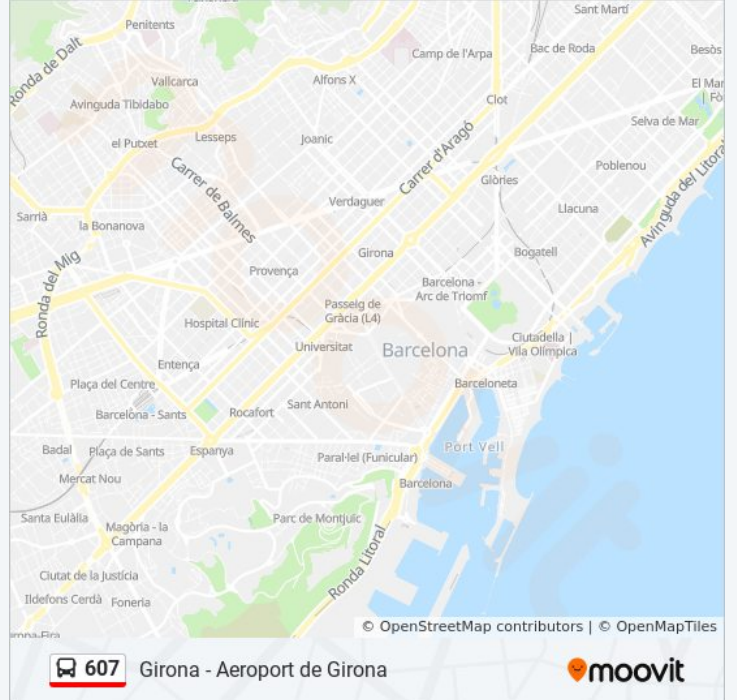 Sant Martí
Penitents
Ronda de Dalt
Camp de l'Arpa
Bac de Roda
Besòs
Vallcarca
Alfons X
El Mar
| Fò
Avinguda Tibidabo
Clot
Selva de Mar
el Putxet
Lesseps
Joanic
Carrer d'Aragó
Poblenou
Carrer de Balmes
Glòries
Avinguda del Litoral
Verdaguer
Llacuna
Sarrià
la Bonanova
Girona
Bogatell
Ronda del Mig
Provença
Barcelona -
Arc de Triomf
Passeig de
Gràcia (L4)
Hospital Clínic
Universitat
Barcelona
Ciutadella |
Vila Olímpica
Entença
Plaça del Centre
Barceloneta
Barcelona - Sants
Rocafort
Sant Antoni
Badal
Plaça de Sants
Espanya
Paral·lel (Funicular)
Port Vell
Mercat Nou
Barcelona
Santa Eulàlia
Magòria - la
Campana
Parc de Montjuïc
Ronda Litoral
Ciutat de la Justícia
Ildefons Cerdà
Foneria
© OpenStreetMap contributors | © OpenMapTiles
607 Girona - Aeroport de Girona
moovit